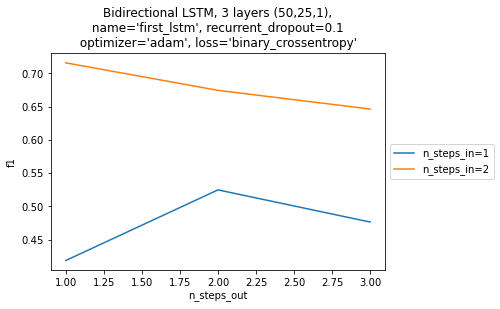 Bidirectional LSTM, 3 layers (50,25,1),
name='first_lstm', recurrent_dropout=0.1
optimizer='adam', loss='binary_crossentropy'
0.70
0.65
0.60
0.55
0.50
0.45
f1
1.00 1.25 1.50 1.75 2.00 2.25 2.50 2.75 3.00
n_steps_out
n_steps_in=1
n_steps_in=2